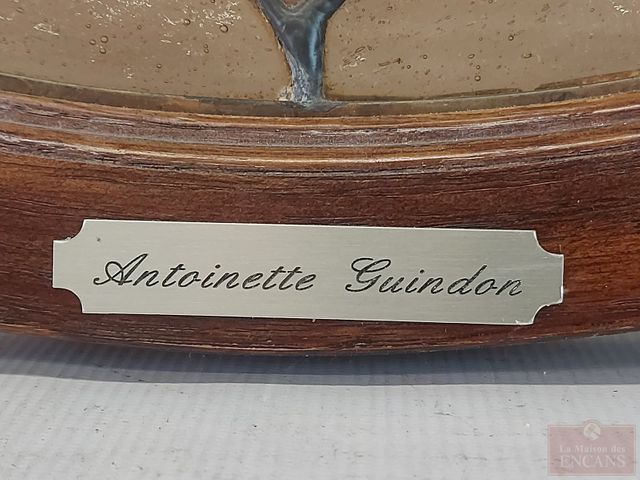 Antoinette Guindon
La Maison des
ENCANS